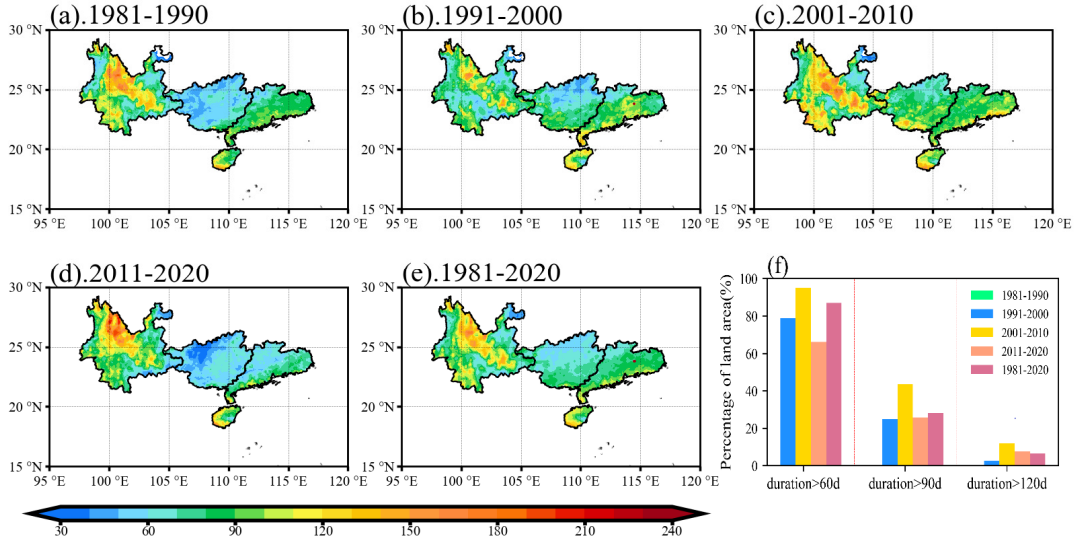 (a).1981-1990
(b).1991-2000
(c).2001-2010
30 °N
25 °N
20 °N
15 °N
95 °E 100 °E 105 °E 110 °E 115 °E 120 °E
30 °N
25 °N
20 °N
15 °N
95 °E 100 °E 105 °E 110 °E 115 °E 120 °E
30 °N
25 °N
20 °N
15 °N
95 °E 100 °E 105 °E 110 °E 115 °E 120 °E
(d).2011-2020
(e).1981-2020
(f)
30 °N
25 °N
20 °N
15 °N
95 °E 100 °E 105 °E 110 °E 115 °E 120 °E
30 °N
25 °N
20 °N
15 °N
95 °E 100 °E 105 °E 110 °E 115 °E 120 °E
Percentage of land area(%)
100
80
60
40
20
0
1981-1990
1991-2000
2001-2010
2011-2020
1981-2020
duration>60d duration>90d duration>120d
30 60 90 120 150 180 210 240